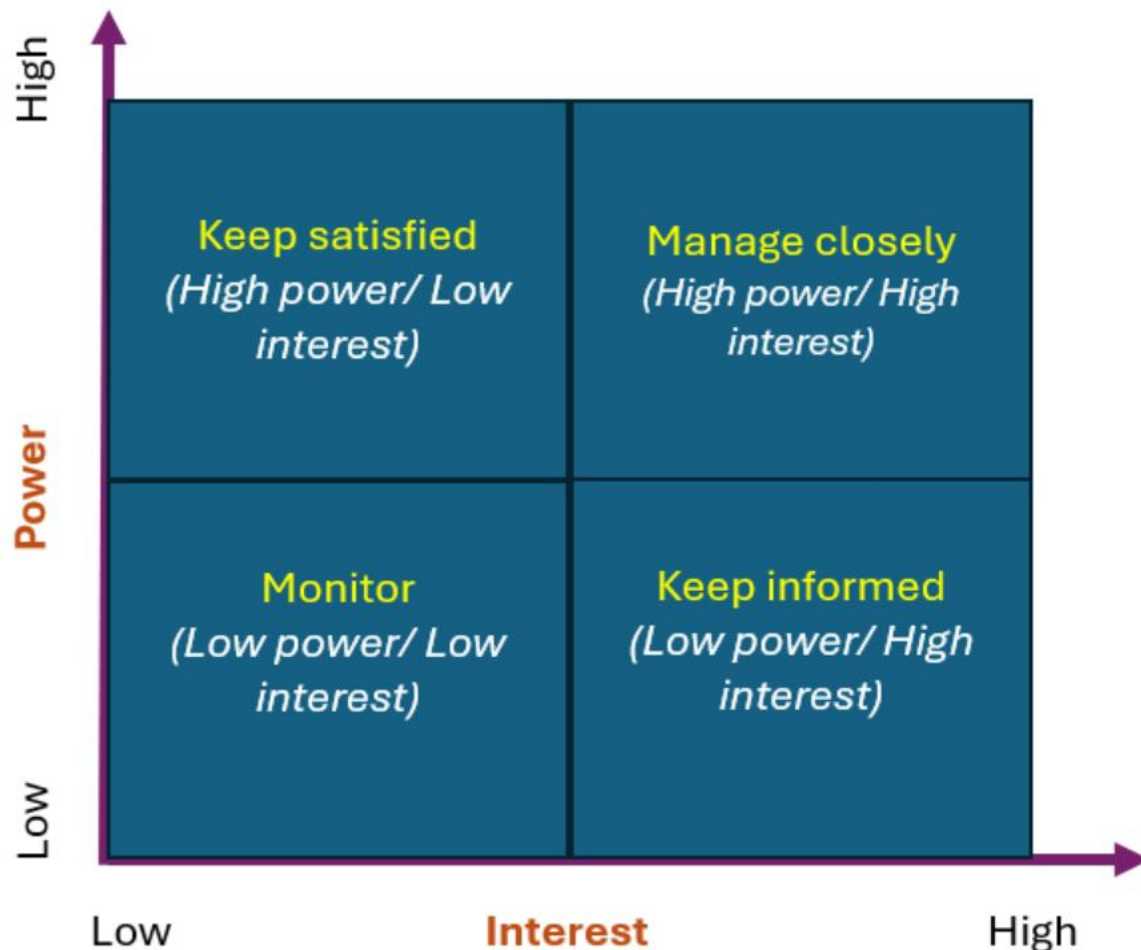 High
Keep satisfied
(High power/ Low
interest)
Manage closely
(High power/ High
interest)
Power
Monitor
(Low power/ Low
interest)
Keep informed
(Low power/ High
interest)
Low
Low
Interest
High